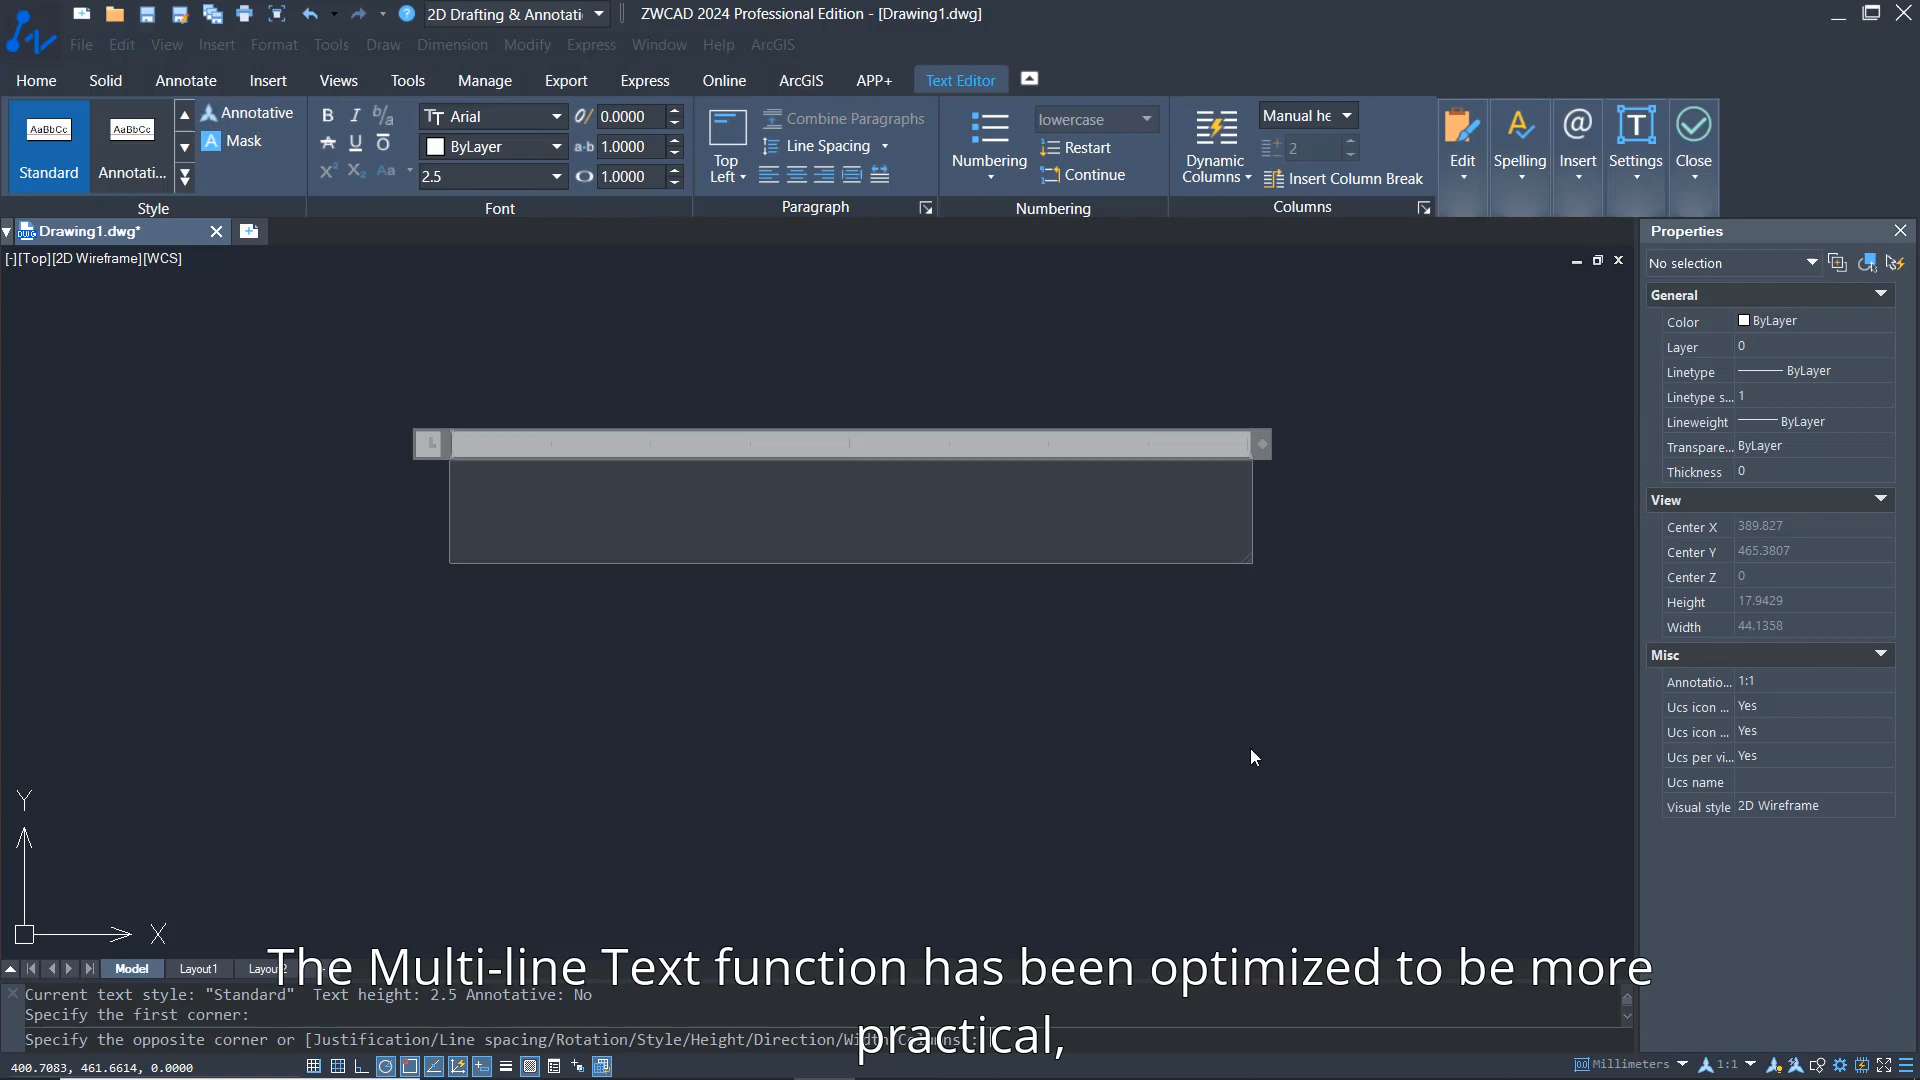 2D Drafting & Annotati
ZWCAD 2024 Professional Edition - [Drawing1.dwg]
File Edit View Insert Format Tools Draw Dimension Modify Express Window Help ArcGIS
Home Solid Annotate Insert Views Tools Manage Export Express Online ArcGIS APP+ Text Editor
AaBbCc AaBbCc
Standard Annotati...
Annotative
Mask
Style
B I b/a
A U O
X² X₂ Aa
Arial
ByLayer
2.5
0/ 0.0000
a-b 1.0000
1.0000
Font
Top
Left
Combine Paragraphs
Line Spacing
Paragraph
Numbering
lowercase
Restart
Continue
Numbering
Dynamic
Columns
Manual he
2
Insert Column Break
Columns
Edit
Spelling
@
Insert
T
Settings
Close
Drawing1.dwg*
[-][Top][2D Wireframe][WCS]
Properties
No selection
General
Color ByLayer
Layer 0
Linetype ByLayer
Linetype s... 1
Lineweight ByLayer
Transpare... ByLayer
Thickness 0
View
Center X 389.827
Center Y 465.3807
Center Z 0
Height 17.9429
Width 44.1358
Misc
Annotatio... 1:1
Ucs icon ... Yes
Ucs icon ... Yes
Ucs per vi... Yes
Ucs name
Visual style 2D Wireframe
Y
X
Model Layout1 Layout2
The Multi-line Text function has been optimized to be more
practical,
Current text style: "Standard" Text height: 2.5 Annotative: No
Specify the first corner:
Specify the opposite corner or [Justification/Line spacing/Rotation/Style/Height/Direction/Width
400.7083, 461.6614, 0.0000
Millimeters 1:1